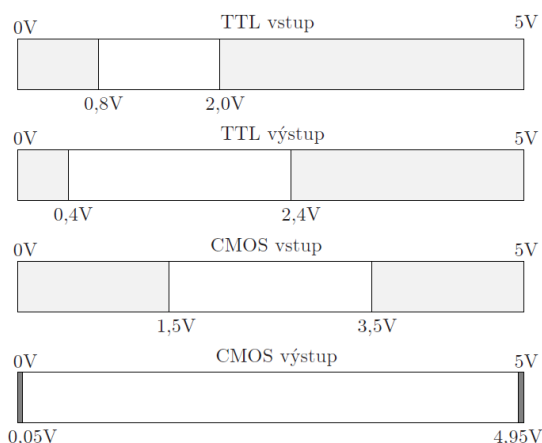 0V TTL vstup 5V
0,8V 2,0V
0V TTL výstup 5V
0,4V 2,4V
0V CMOS vstup 5V
1,5V 3,5V
0V CMOS výstup 5V
0.05V 4.95V